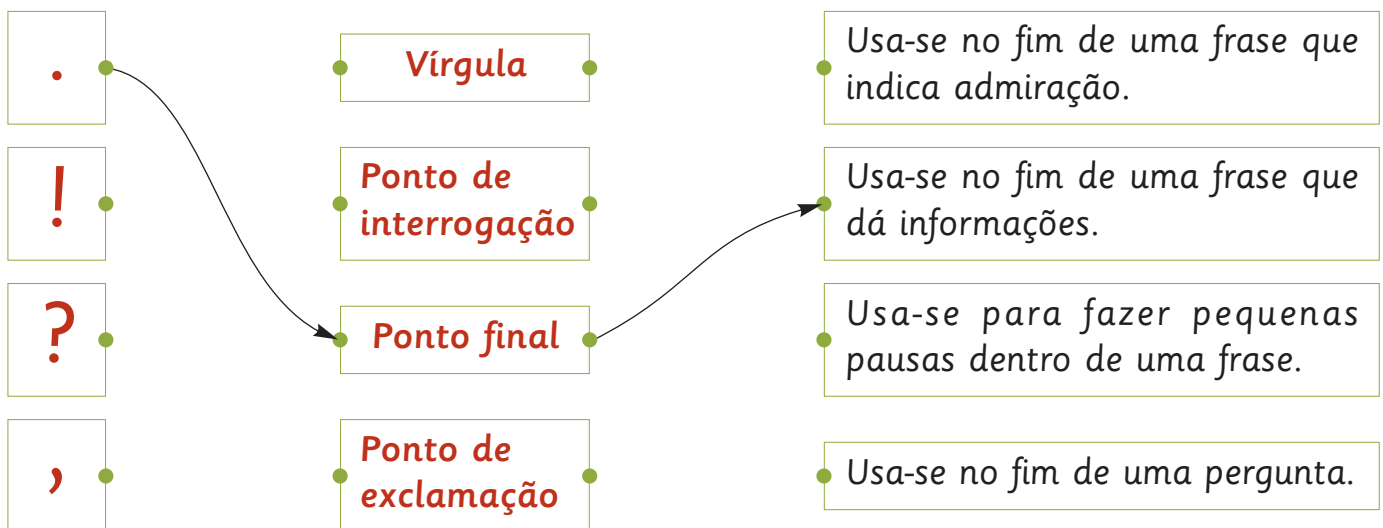 .
Vírgula
Usa-se no fim de uma frase que
indica admiração.
!
Ponto de
interrogação
Usa-se no fim de uma frase que
dá informações.
?
Ponto final
Usa-se para fazer pequenas
pausas dentro de uma frase.
,
Ponto de
exclamação
Usa-se no fim de uma pergunta.